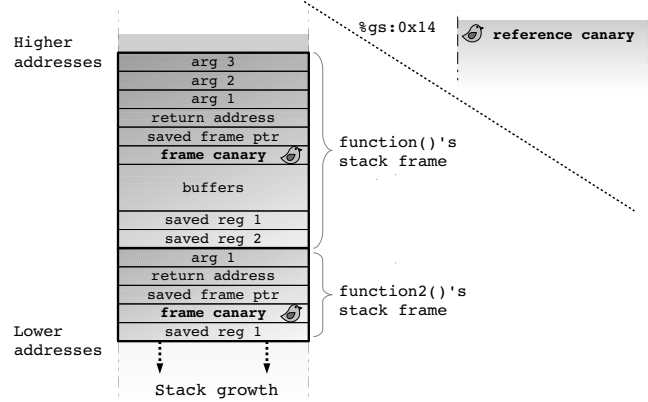 %gs:0x14
reference canary
Higher
addresses
arg 3
arg 2
arg 1
return address
saved frame ptr
frame canary
buffers
saved reg 1
saved reg 2
function()'s
stack frame
arg 1
return address
saved frame ptr
frame canary
saved reg 1
function2()'s
stack frame
Lower
addresses
Stack growth